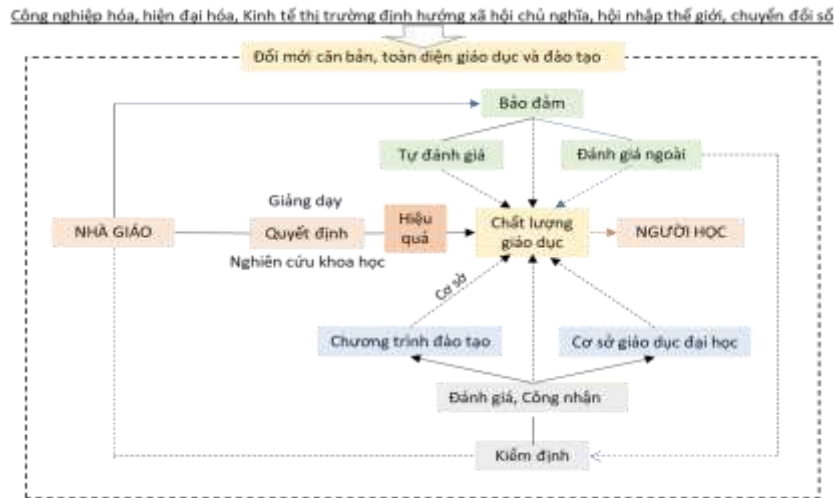 Công nghiệp hóa, hiện đại hóa, Kinh tế thị trường định hướng xã hội chủ nghĩa, hội nhập thế giới, chuyển đổi số
Đổi mới căn bản, toàn diện giáo dục và đào tạo
Bảo đảm
Tự đánh giá
Đánh giá ngoài
Giảng dạy
NHÀ GIÁO
Quyết định
Hiệu
quả
Chất lượng
giáo dục
NGƯỜI HỌC
Nghiên cứu khoa học
Cơ sở
Chương trình đào tạo
Cơ sở giáo dục đại học
Đánh giá, Công nhận
Kiểm định